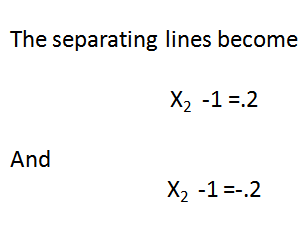 The separating lines become
X₂ -1 =.2
And
X₂ -1 =-.2